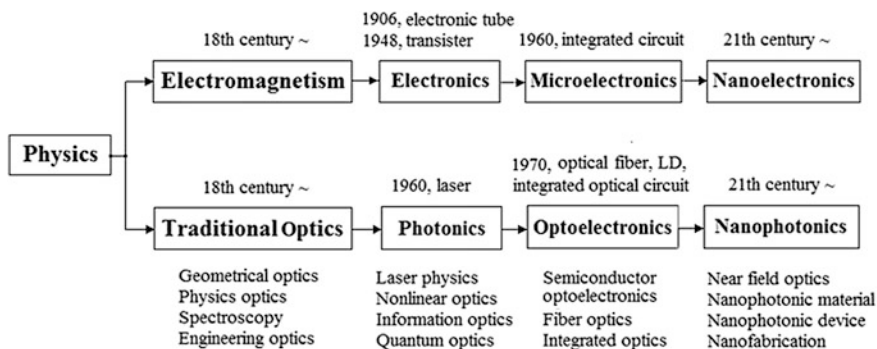 18th century ~
1906, electronic tube
1948, transister
1960, integrated circuit
21th century ~
Electromagnetism
Electronics
Microelectronics
Nanoelectronics
Physics
18th century ~
1960, laser
1970, optical fiber, LD,
integrated optical circuit
21th century ~
Traditional Optics
Photonics
Optoelectronics
Nanophotonics
Geometrical optics
Physics optics
Spectroscopy
Engineering optics
Laser physics
Nonlinear optics
Information optics
Quantum optics
Semiconductor
optoelectronics
Fiber optics
Integrated optics
Near field optics
Nanophotonic material
Nanophotonic device
Nanofabrication